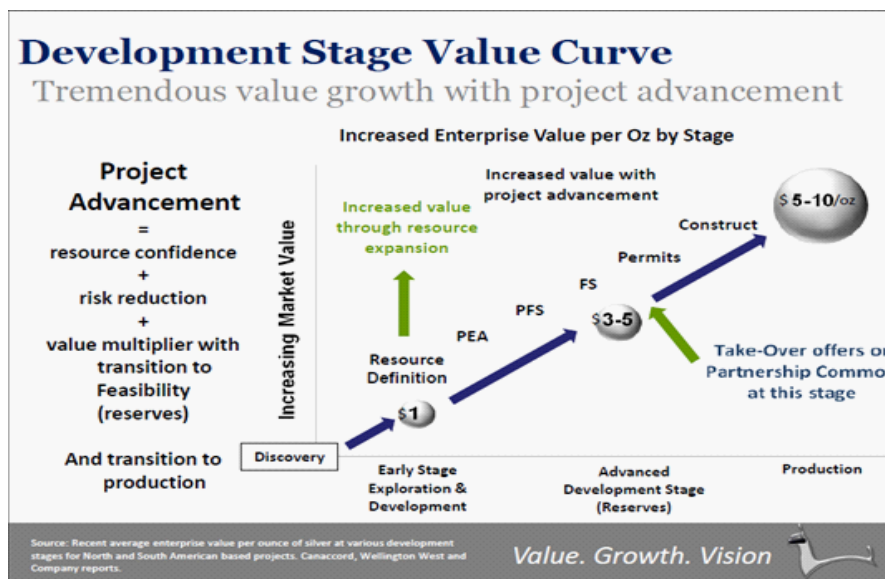 Development Stage Value Curve
Tremendous value growth with project advancement
Increased Enterprise Value per Oz by Stage
Project
Advancement
=
resource confidence
+
risk reduction
+
value multiplier with
transition to
Feasibility
(reserves)
And transition to
production
Increasing Market Value
Increased value
through resource
expansion
Increased value with
project advancement
$ 5-10/oz
Construct
Permits
FS
$3-5
PFS
PEA
Resource
Definition
$1
Discovery
Take-Over offers or
Partnership Commo
at this stage
Early Stage
Exploration &
Development
Advanced
Development Stage
(Reserves)
Production
Source: Recent average enterprise value per ounce of silver at various development
stages for North and South American based projects. Canaccord, Wellington West and
Company reports.
Value. Growth. Vision